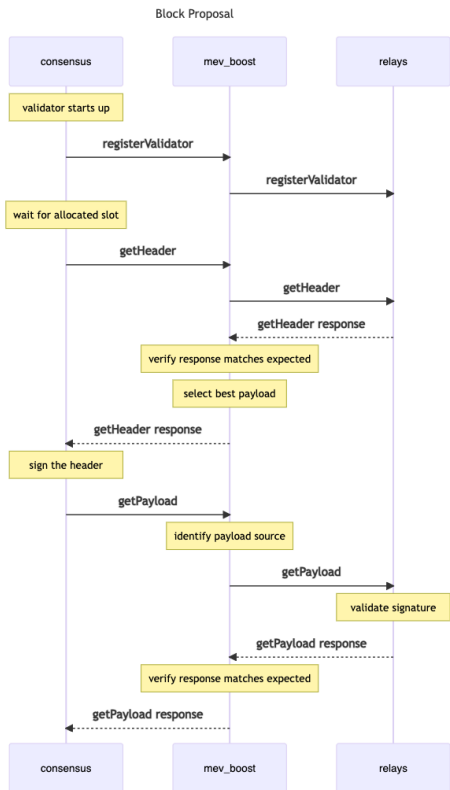 Block Proposal
consensus
mev_boost
relays
validator starts up
registerValidator
registerValidator
wait for allocated slot
getHeader
getHeader
getHeader response
verify response matches expected
select best payload
getHeader response
sign the header
getPayload
identify payload source
getPayload
validate signature
getPayload response
verify response matches expected
getPayload response
consensus
mev_boost
relays